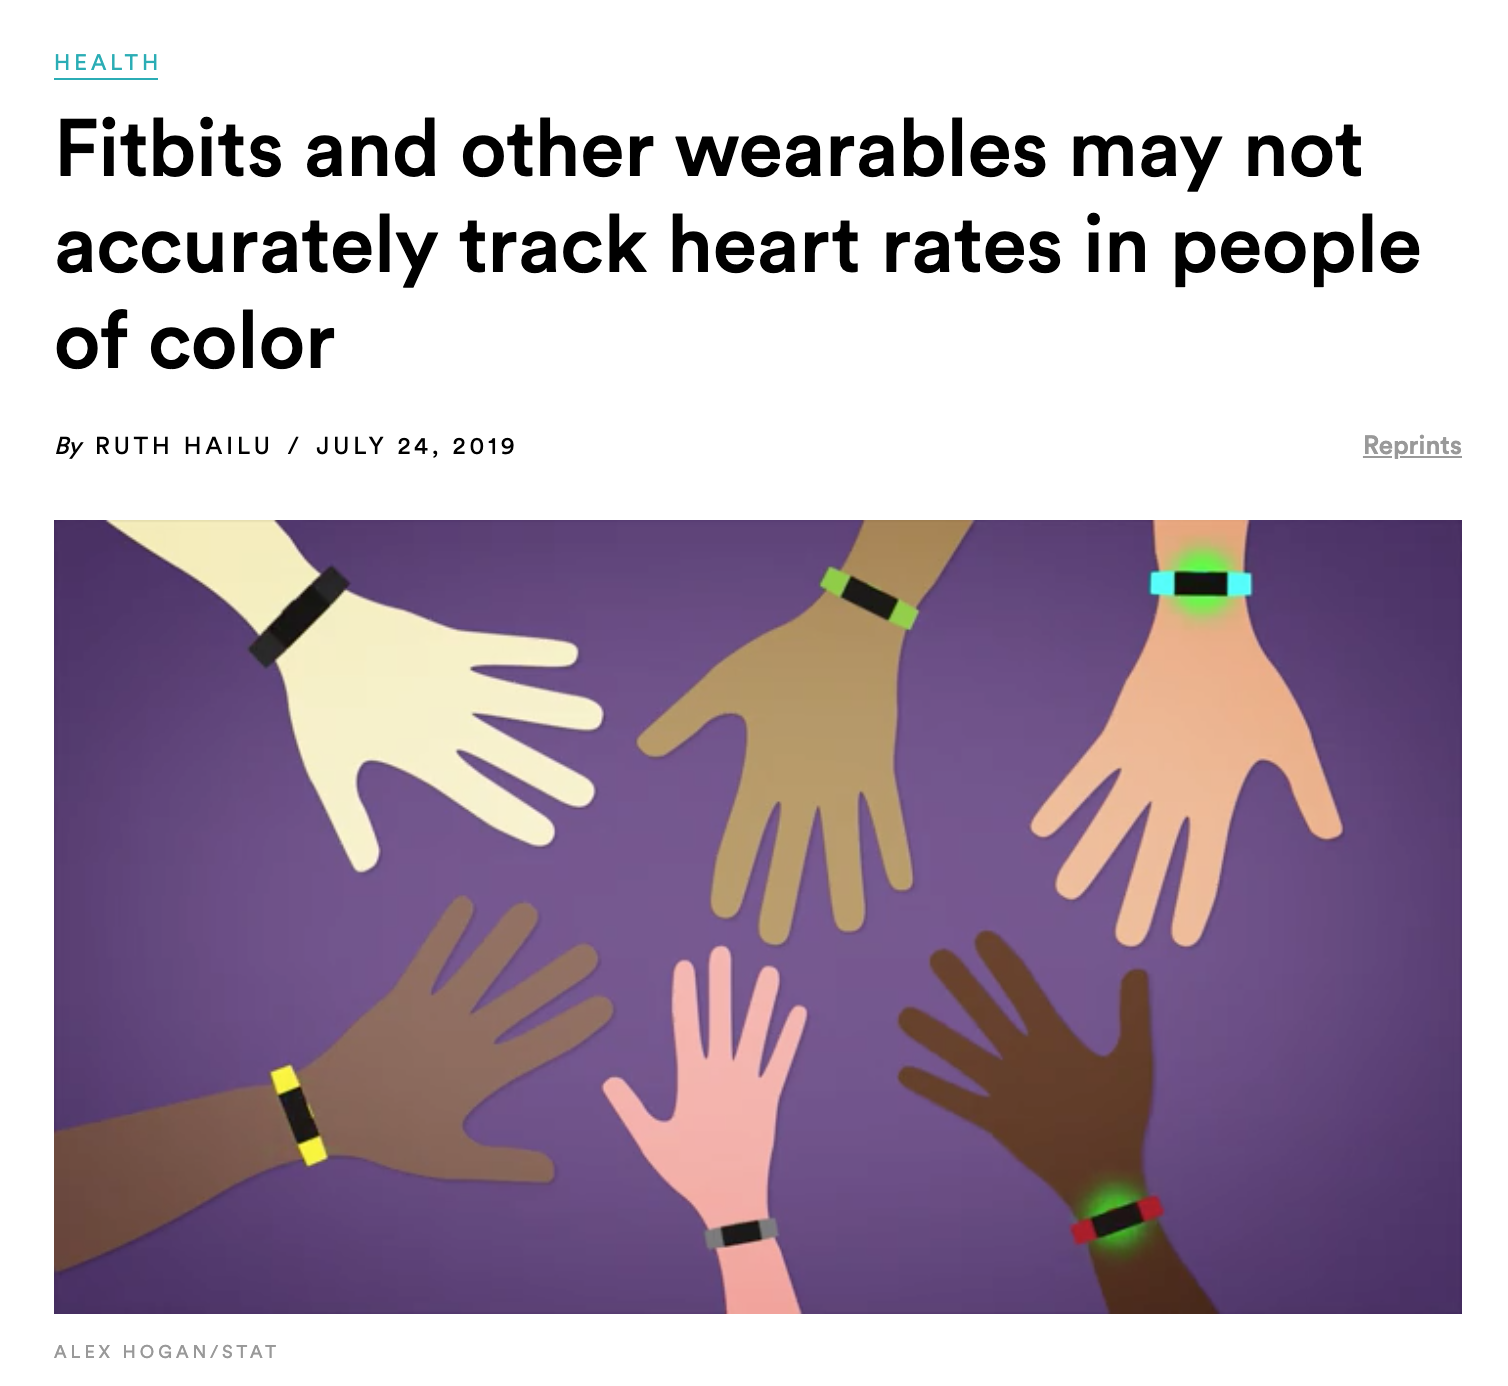 HEALTH
Fitbits and other wearables may not
accurately track heart rates in people
of color
By RUTH HAILU / JULY 24, 2019
Reprints
ALEX HOGAN/STAT